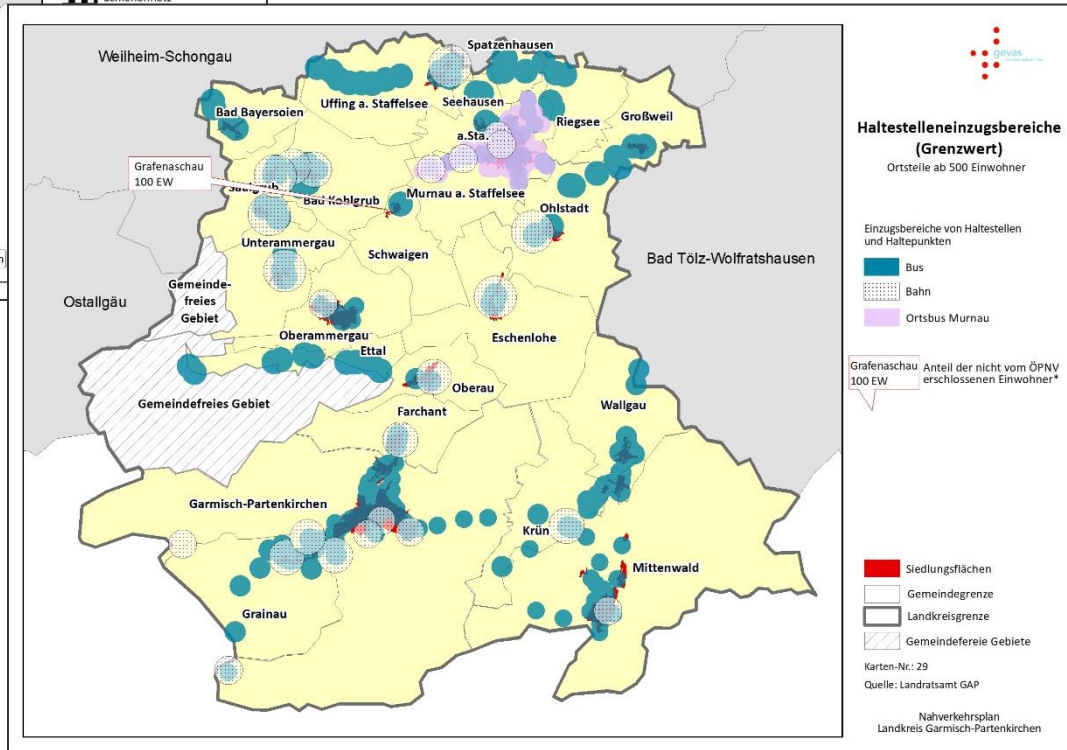 Weilheim-Schongau
Spatzenhausen
Uffing a. Staffelsee
Seehausen
Bad Bayersoien
a.Sta.
Riegsee
Großweil
Grafenaschau
100 EW
Saulgrub
Bad Kohlgrub
Murnau a. Staffelsee
Ohlstadt
Unterammergau
Schwaigen
Bad Tölz-Wolfratshausen
Ostallgäu
Gemeinde-
freies
Gebiet
Oberammergau
Ettal
Eschenlohe
Gemeindefreies Gebiet
Oberau
Farchant
Wallgau
Garmisch-Partenkirchen
Krün
Mittenwald
Grainau
gevas
Haltestelleneinzugsbereiche
(Grenzwert)
Ortsteile ab 500 Einwohner
Einzugsbereiche von Haltestellen
und Haltepunkten
Bus
Bahn
Ortsbus Murnau
Grafenaschau
100 EW
Anteil der nicht vom ÖPNV
erschlossenen Einwohner*
Siedlungsflächen
Gemeindegrenze
Landkreisgrenze
Gemeindefereie Gebiete
Karten-Nr.: 29
Quelle: Landratsamt GAP
Nahverkehrsplan
Landkreis Garmisch-Partenkirchen